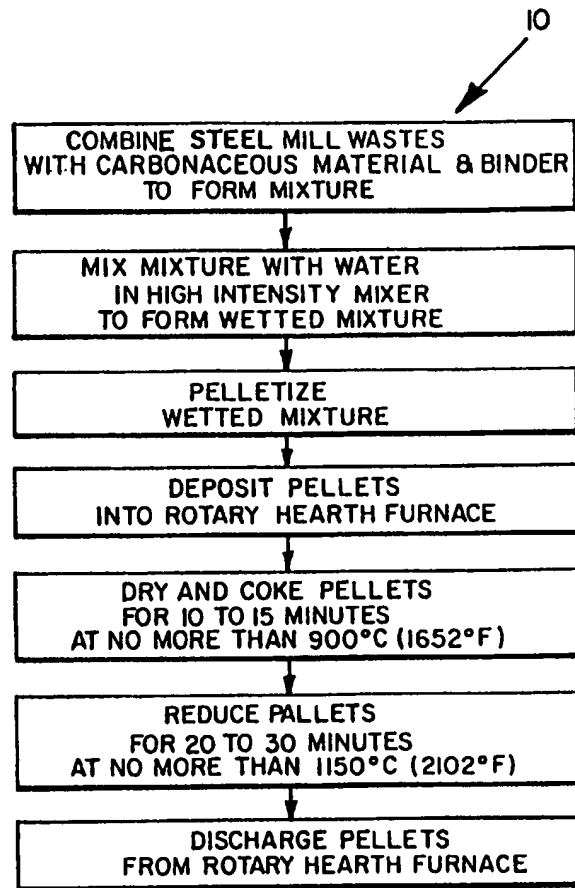 10
COMBINE STEEL MILL WASTES
WITH CARBONACEOUS MATERIAL & BINDER
TO FORM MIXTURE
MIX MIXTURE WITH WATER
IN HIGH INTENSITY MIXER
TO FORM WETTED MIXTURE
PELLETIZE
WETTED MIXTURE
DEPOSIT PELLETS
INTO ROTARY HEARTH FURNACE
DRY AND COKE PELLETS
FOR 10 TO 15 MINUTES
AT NO MORE THAN 900°C (1652°F)
REDUCE PALLETS
FOR 20 TO 30 MINUTES
AT NO MORE THAN 1150°C (2102°F)
DISCHARGE PELLETS
FROM ROTARY HEARTH FURNACE